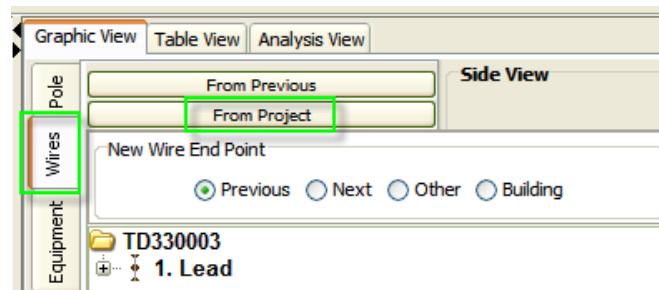 Graphic View Table View Analysis View
Pole
From Previous
Side View
From Project
Wires
New Wire End Point
Previous Next Other Building
Equipment
TD330003
1. Lead